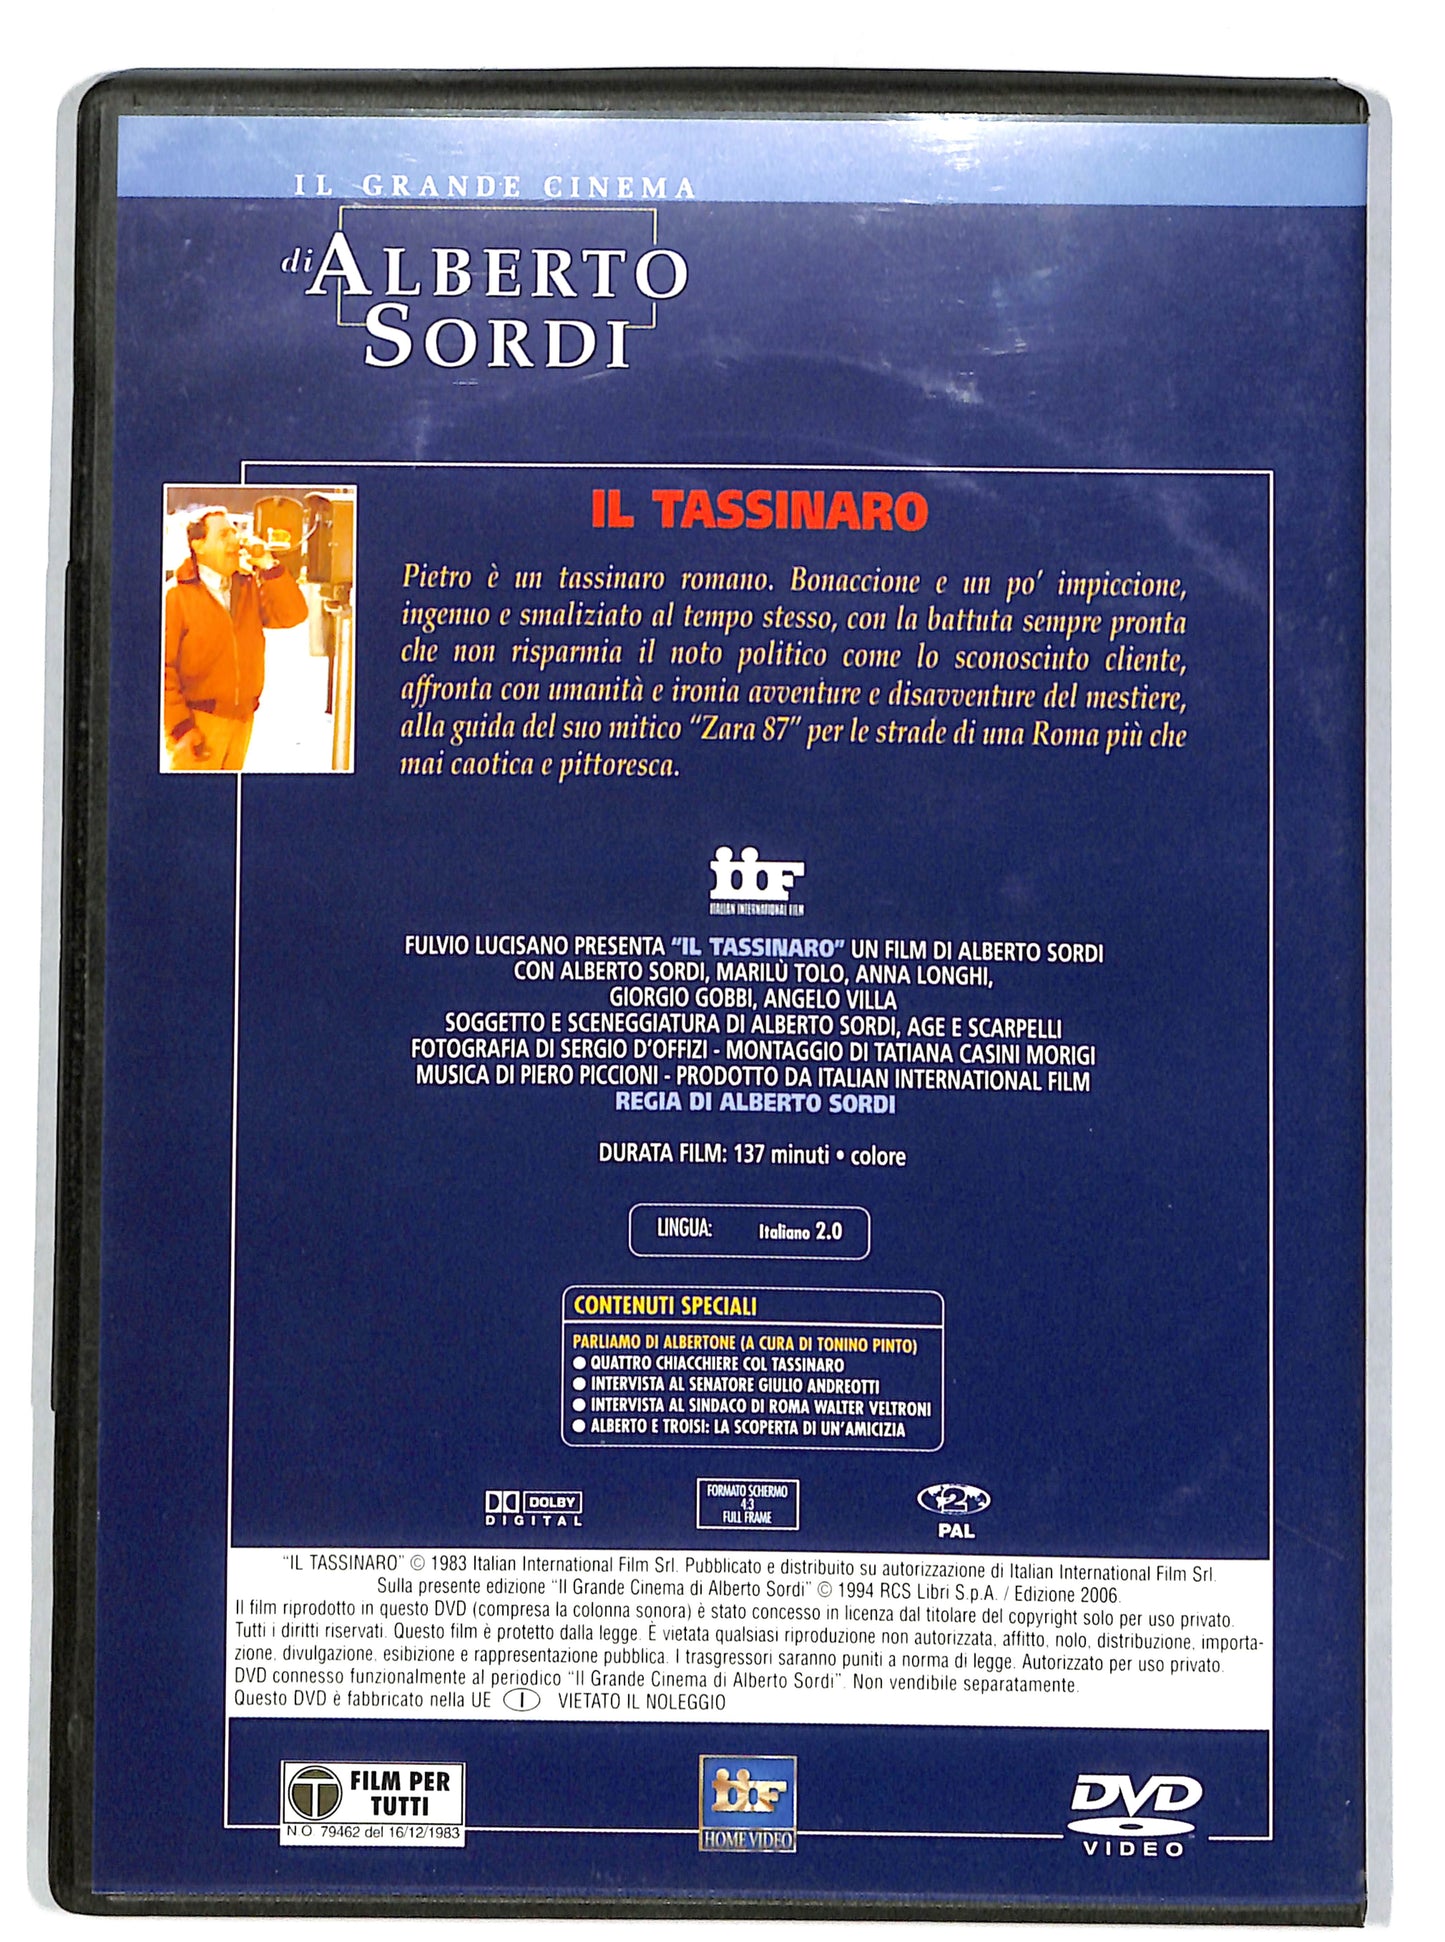 IL GRANDE CINEMA
di ALBERTO
SORDI
IL TASSINARO
Pietro è un tassinaro romano. Bonaccione e un po' impiccione,
ingenuo e smaliziato al tempo stesso, con la battuta sempre pronta
che non risparmia il noto politico come lo sconosciuto cliente,
affronta con umanità e ironia avventure e disavventure del mestiere,
alla guida del suo mitico "Zara 87" per le strade di una Roma più che
mai caotica e pittoresca.
iif
ITALIAN INTERNATIONAL FILM
FULVIO LUCISANO PRESENTA "IL TASSINARO" UN FILM DI ALBERTO SORDI
CON ALBERTO SORDI, MARILÙ TOLO, ANNA LONGHI,
GIORGIO GOBBI, ANGELO VILLA
SOGGETTO E SCENEGGIATURA DI ALBERTO SORDI, AGE E SCARPELLI
FOTOGRAFIA DI SERGIO D'OFFIZI - MONTAGGIO DI TATIANA CASINI MORIGI
MUSICA DI PIERO PICCIONI - PRODOTTO DA ITALIAN INTERNATIONAL FILM
REGIA DI ALBERTO SORDI
DURATA FILM: 137 minuti • colore
LINGUA: Italiano 2.0
CONTENUTI SPECIALI
PARLIAMO DI ALBERTONE (A CURA DI TONINO PINTO)
● QUATTRO CHIACCHIERE COL TASSINARO
● INTERVISTA AL SENATORE GIULIO ANDREOTTI
● INTERVISTA AL SINDACO DI ROMA WALTER VELTRONI
● ALBERTO E TROISI: LA SCOPERTA DI UN'AMICIZIA
DOLBY
DIGITAL
FORMATO SCHERMO
4:3
FULL FRAME
2
PAL
"IL TASSINARO" © 1983 Italian International Film Srl. Pubblicato e distribuito su autorizzazione di Italian International Film Srl.
Sulla presente edizione "Il Grande Cinema di Alberto Sordi" © 1994 RCS Libri S.p.A. / Edizione 2006.
Il film riprodotto in questo DVD (compresa la colonna sonora) è stato concesso in licenza dal titolare del copyright solo per uso privato.
Tutti i diritti riservati. Questo film è protetto dalla legge. È vietata qualsiasi riproduzione non autorizzata, affitto, nolo, distribuzione, importa-
zione, divulgazione, esibizione e rappresentazione pubblica. I trasgressori saranno puniti a norma di legge. Autorizzato per uso privato.
DVD connesso funzionalmente al periodico "Il Grande Cinema di Alberto Sordi". Non vendibile separatamente.
Questo DVD è fabbricato nella UE I VIETATO IL NOLEGGIO
T FILM PER
TUTTI
N.O. 79462 del 16/12/1983
iif
HOME VIDEO
DVD
VIDEO